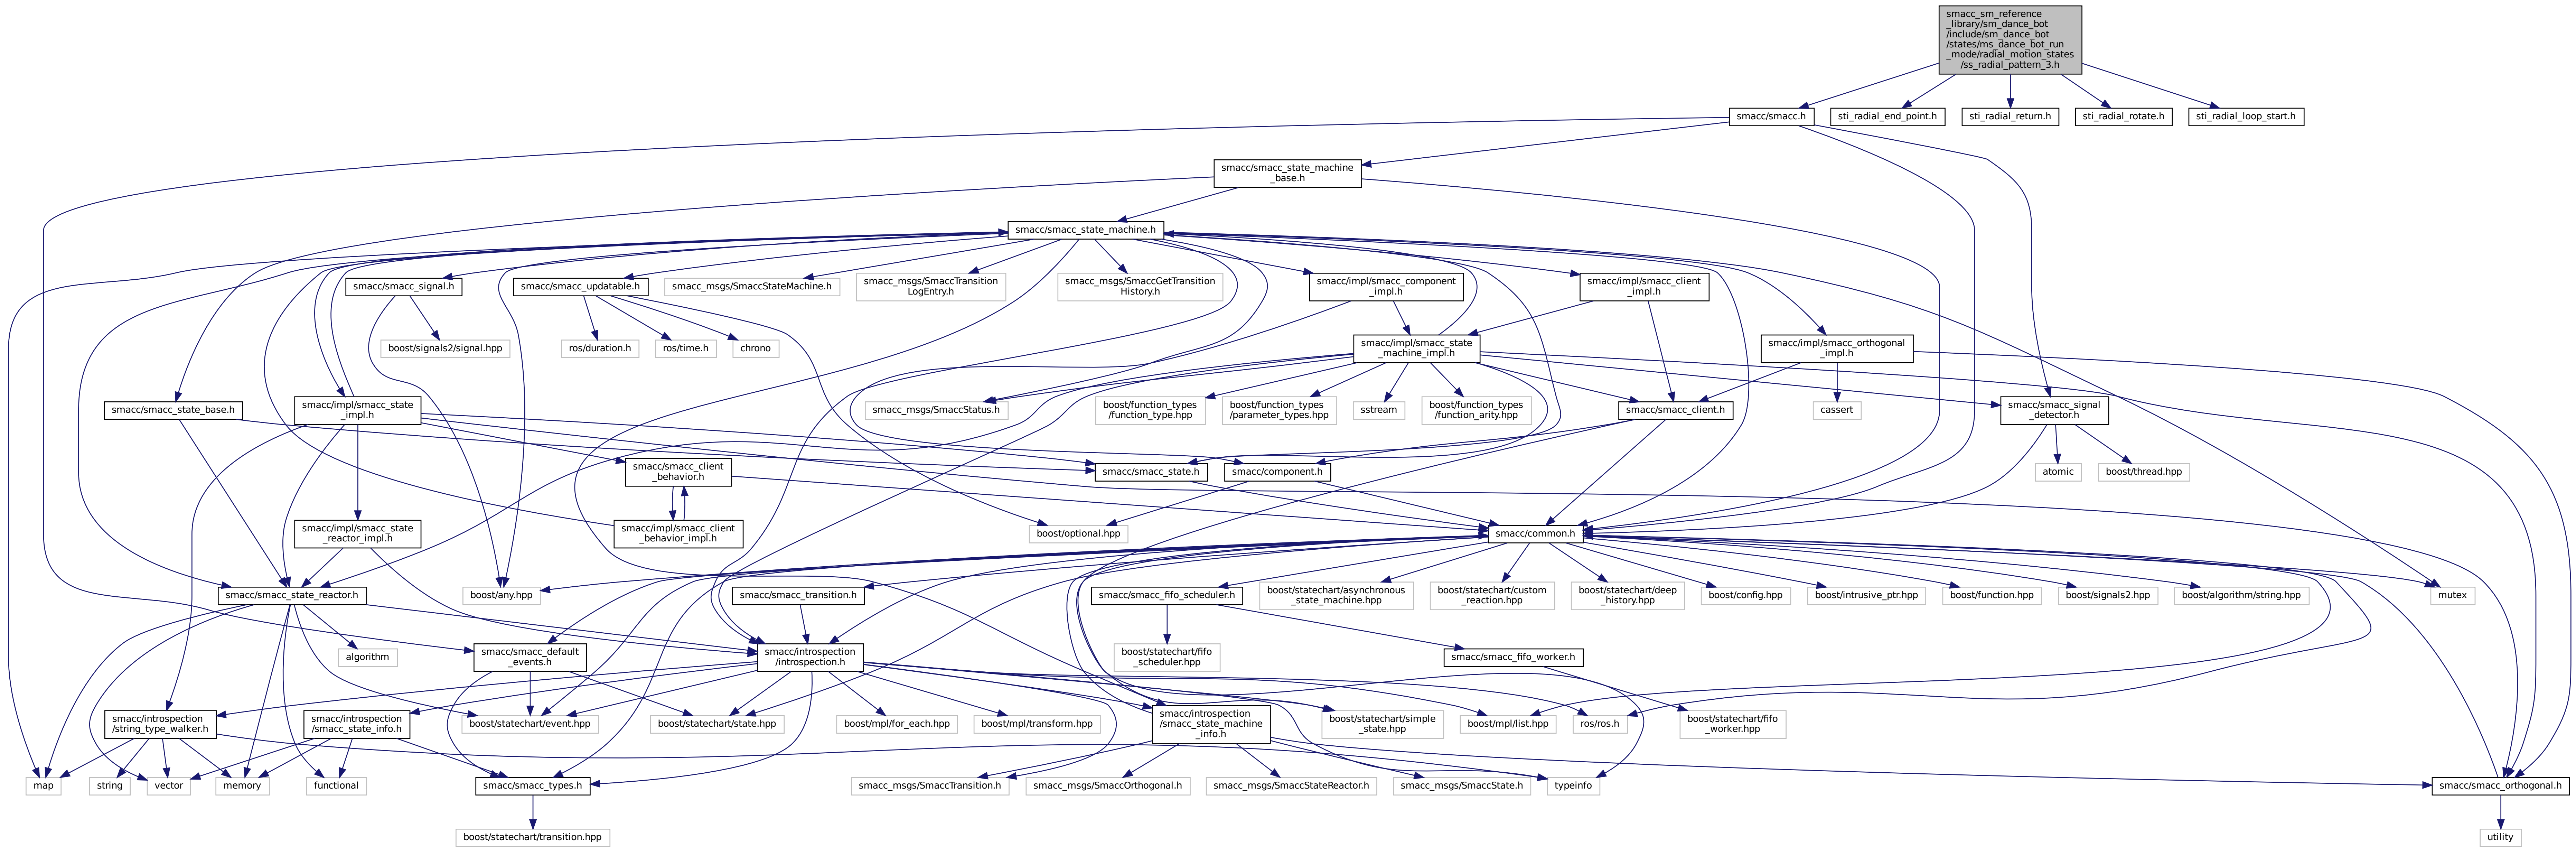 smacc_sm_reference
_library/sm_dance_bot
/include/sm_dance_bot
/states/ms_dance_bot_run
_mode/radial_motion_states
/ss_radial_pattern_3.h
smacc/smacc.h
sti_radial_end_point.h
sti_radial_return.h
sti_radial_rotate.h
sti_radial_loop_start.h
smacc/smacc_state_machine
_base.h
smacc/smacc_state_machine.h
smacc/smacc_signal.h
smacc/smacc_updatable.h
smacc_msgs/SmaccStateMachine.h
smacc_msgs/SmaccTransition
LogEntry.h
smacc_msgs/SmaccGetTransition
History.h
smacc/impl/smacc_component
_impl.h
smacc/impl/smacc_client
_impl.h
boost/signals2/signal.hpp
ros/duration.h
ros/time.h
chrono
smacc/impl/smacc_state
_machine_impl.h
smacc/impl/smacc_orthogonal
_impl.h
smacc/smacc_state_base.h
smacc/impl/smacc_state
_impl.h
smacc_msgs/SmaccStatus.h
boost/function_types
/function_type.hpp
boost/function_types
/parameter_types.hpp
sstream
boost/function_types
/function_arity.hpp
smacc/smacc_client.h
cassert
smacc/smacc_signal
_detector.h
smacc/smacc_client
_behavior.h
smacc/smacc_state.h
smacc/component.h
atomic
boost/thread.hpp
smacc/impl/smacc_state
_reactor_impl.h
smacc/impl/smacc_client
_behavior_impl.h
boost/optional.hpp
smacc/common.h
smacc/smacc_state_reactor.h
boost/any.hpp
smacc/smacc_transition.h
smacc/smacc_fifo_scheduler.h
boost/statechart/asynchronous
_state_machine.hpp
boost/statechart/custom
_reaction.hpp
boost/statechart/deep
_history.hpp
boost/config.hpp
boost/intrusive_ptr.hpp
boost/function.hpp
boost/signals2.hpp
boost/algorithm/string.hpp
mutex
algorithm
smacc/smacc_default
_events.h
smacc/introspection
/introspection.h
boost/statechart/fifo
_scheduler.hpp
smacc/smacc_fifo_worker.h
smacc/introspection
/string_type_walker.h
smacc/introspection
/smacc_state_info.h
boost/statechart/event.hpp
boost/statechart/state.hpp
boost/mpl/for_each.hpp
boost/mpl/transform.hpp
smacc/introspection
/smacc_state_machine
_info.h
boost/statechart/simple
_state.hpp
boost/mpl/list.hpp
ros/ros.h
boost/statechart/fifo
_worker.hpp
map
string
vector
memory
functional
smacc/smacc_types.h
smacc_msgs/SmaccTransition.h
smacc_msgs/SmaccOrthogonal.h
smacc_msgs/SmaccStateReactor.h
smacc_msgs/SmaccState.h
typeinfo
smacc/smacc_orthogonal.h
boost/statechart/transition.hpp
utility